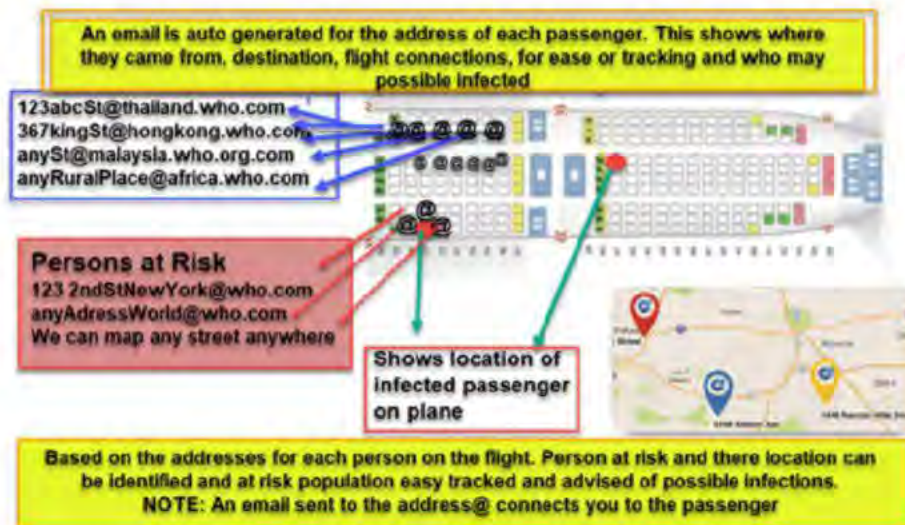 An email is auto generated for the address of each passenger. This shows where
they came from, destination, flight connections, for ease or tracking and who may
possible infected
123abcSt@thailand.who.com
367kingSt@hongkong.who.com
anySt@malaysia.who.org.com
anyRuralPlace@africa.who.com
@ @ @ @ @
@ @ @ @ @
@
@ @
Persons at Risk
123 2ndStNewYork@who.com
anyAdressWorld@who.com
We can map any street anywhere
Shows location of
infected passenger
on plane
Based on the addresses for each person on the flight. Person at risk and there location can
be identified and at risk population easy tracked and advised of possible infections.
NOTE: An email sent to the address@ connects you to the passenger